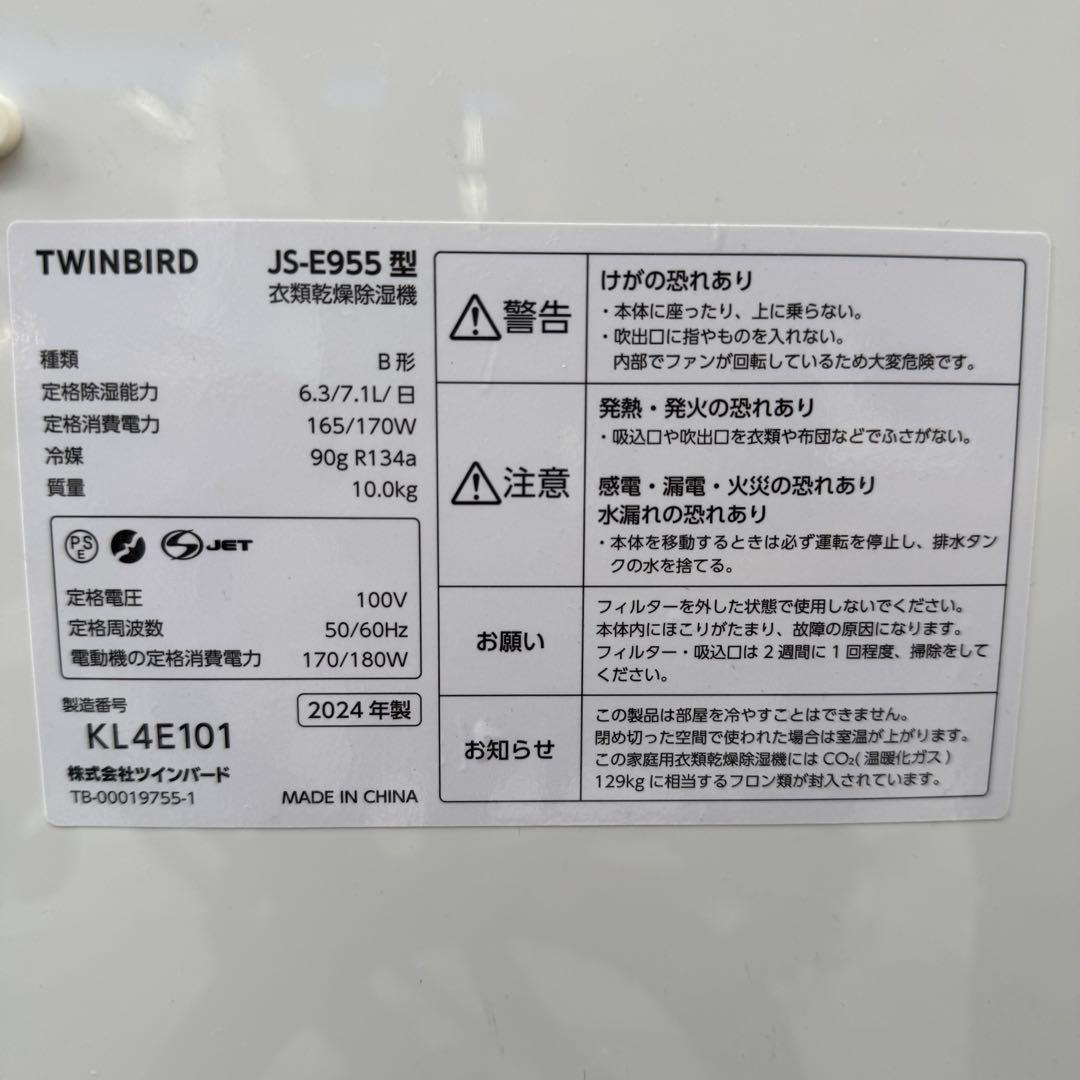 TWINBIRD
JS-E955 型
衣類乾燥除湿機
種類 B 形
定格除湿能力 6.3/7.1L/日
定格消費電力 165/170W
冷媒 90g R134a
質量 10.0kg
PSE JET
定格電圧 100V
定格周波数 50/60Hz
電動機の定格消費電力 170/180W
製造番号
KL4E101
2024 年製
株式会社ツインバード
TB-00019755-1
MADE IN CHINA
警告
けがの恐れあり
・本体に座ったり、上に乗らない。
・吹出口に指やものを入れない。
内部でファンが回転しているため大変危険です。
注意
発熱・発火の恐れあり
・吸込口や吹出口を衣類や布団などでふさがない。
感電・漏電・火災の恐れあり
水漏れの恐れあり
・本体を移動するときは必ず運転を停止し、排水タン
クの水を捨てる。
お願い
フィルターを外した状態で使用しないでください。
本体内にほこりがたまり、故障の原因になります。
フィルター・吸込口は 2 週間に 1 回程度、掃除をして
ください。
お知らせ
この製品は部屋を冷やすことはできません。
閉め切った空間で使われた場合は室温が上がります。
この家庭用衣類乾燥除湿機には CO₂( 温暖化ガス )
129kg に相当するフロン類が封入されています。